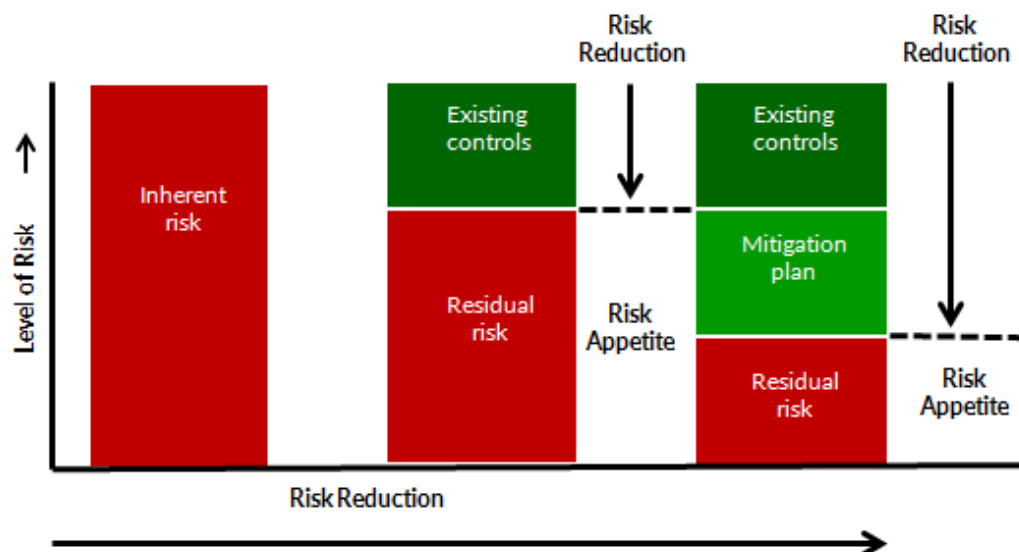 Risk
Reduction
Risk
Reduction
Level of Risk
Inherent
risk
Existing
controls
Residual
risk
Risk
Appetite
Existing
controls
Mitigation
plan
Residual
risk
Risk
Appetite
Risk Reduction